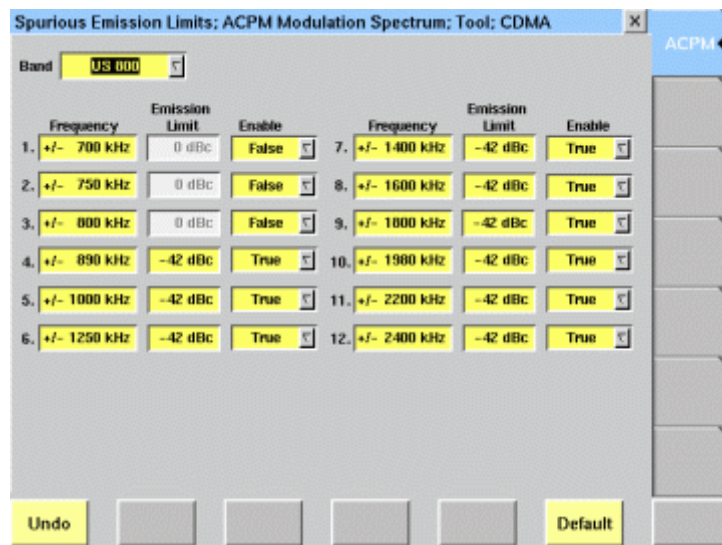 Spurious Emission Limits; ACPM Modulation Spectrum; Tool; CDMA
ACPM
Band US 800
Frequency Emission Limit Enable Frequency Emission Limit Enable
1. +/- 700 kHz 0 dBc False 7. +/- 1400 kHz -42 dBc True
2. +/- 750 kHz 0 dBc False 8. +/- 1600 kHz -42 dBc True
3. +/- 800 kHz 0 dBc False 9. +/- 1800 kHz -42 dBc True
4. +/- 890 kHz -42 dBc True 10. +/- 1980 kHz -42 dBc True
5. +/- 1000 kHz -42 dBc True 11. +/- 2200 kHz -42 dBc True
6. +/- 1250 kHz -42 dBc True 12. +/- 2400 kHz -42 dBc True
Undo Default